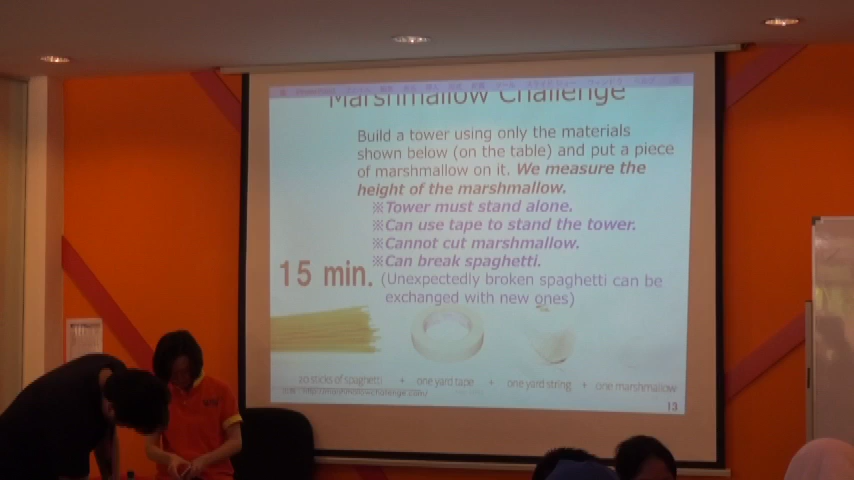 Marshmallow Challenge
Build a tower using only the materials
shown below (on the table) and put a piece
of marshmallow on it. We measure the
height of the marshmallow.
※Tower must stand alone.
※Can use tape to stand the tower.
※Cannot cut marshmallow.
※Can break spaghetti.
15 min. (Unexpectedly broken spaghetti can be
exchanged with new ones)
20 sticks of spaghetti + one yard tape + one yard string + one marshmallow
13